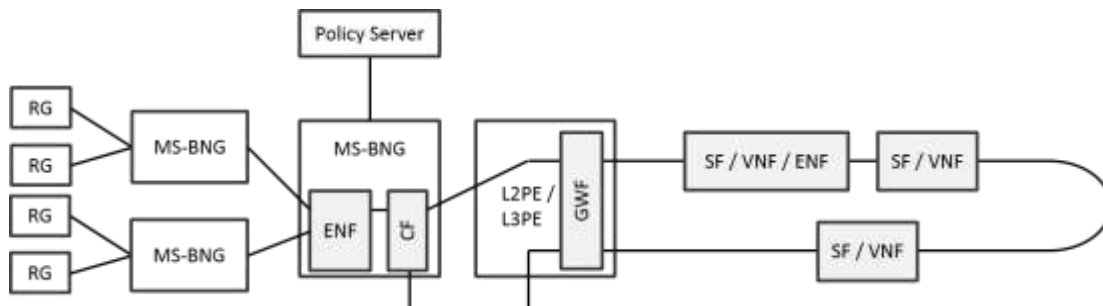 Policy Server
RG
RG
MS-BNG
RG
RG
MS-BNG
MS-BNG
ENF
CF
L2PE /
L3PE
GWF
SF / VNF / ENF
SF / VNF
SF / VNF